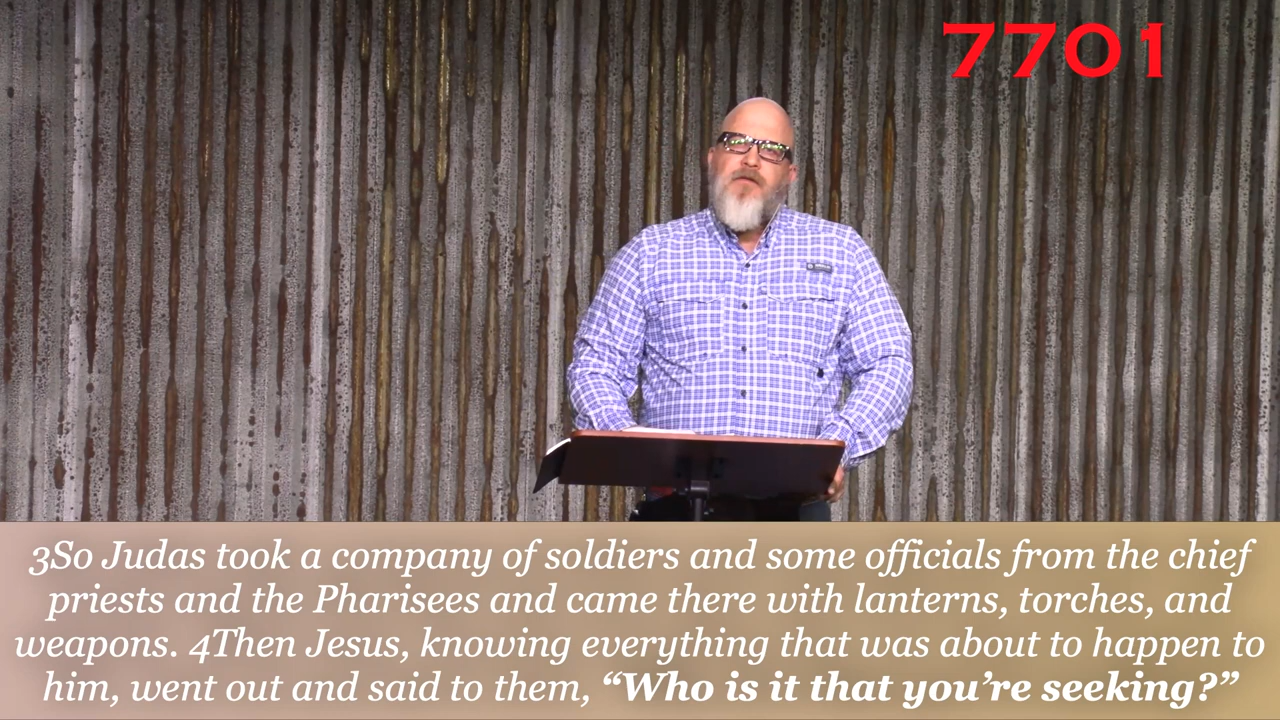 7701
3So Judas took a company of soldiers and some officials from the chief
priests and the Pharisees and came there with lanterns, torches, and
weapons. 4Then Jesus, knowing everything that was about to happen to
him, went out and said to them, “Who is it that you’re seeking?”